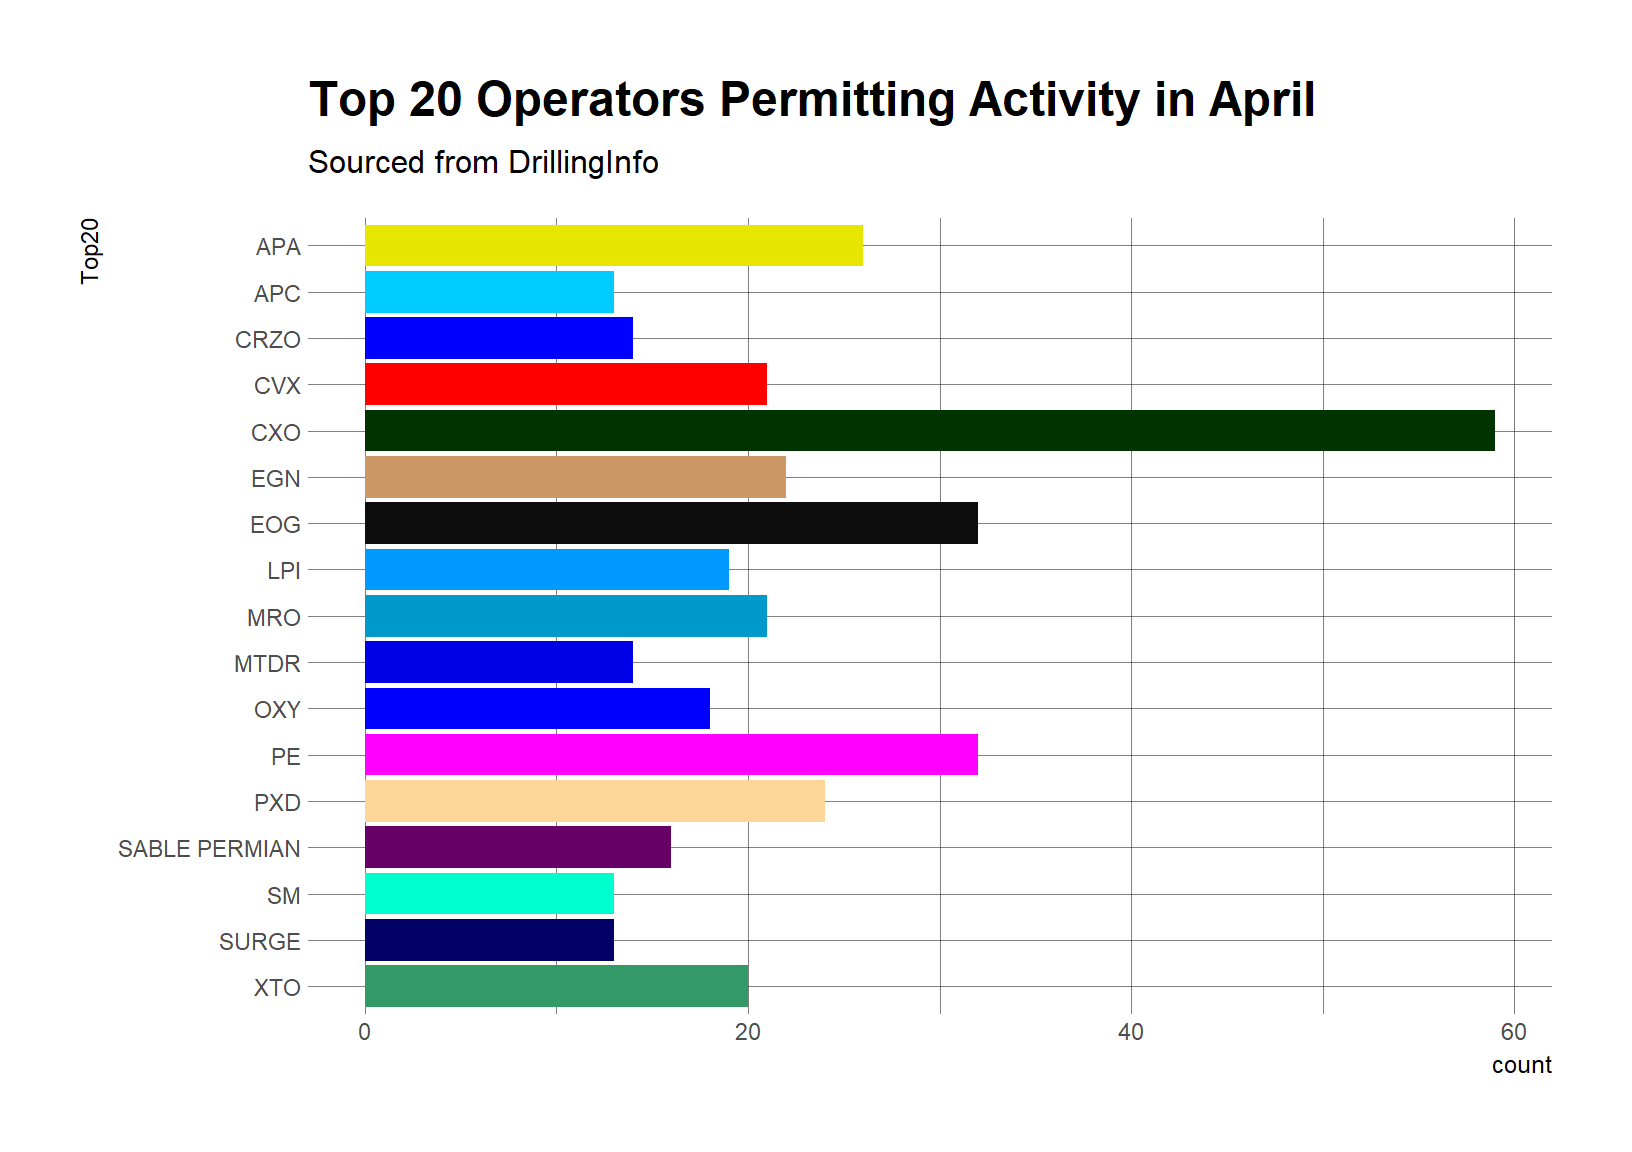 Top 20 Operators Permitting Activity in April
Sourced from DrillingInfo
Top20
APA
APC
CRZO
CVX
CXO
EGN
EOG
LPI
MRO
MTDR
OXY
PE
PXD
SABLE PERMIAN
SM
SURGE
XTO
0 20 40 60
count